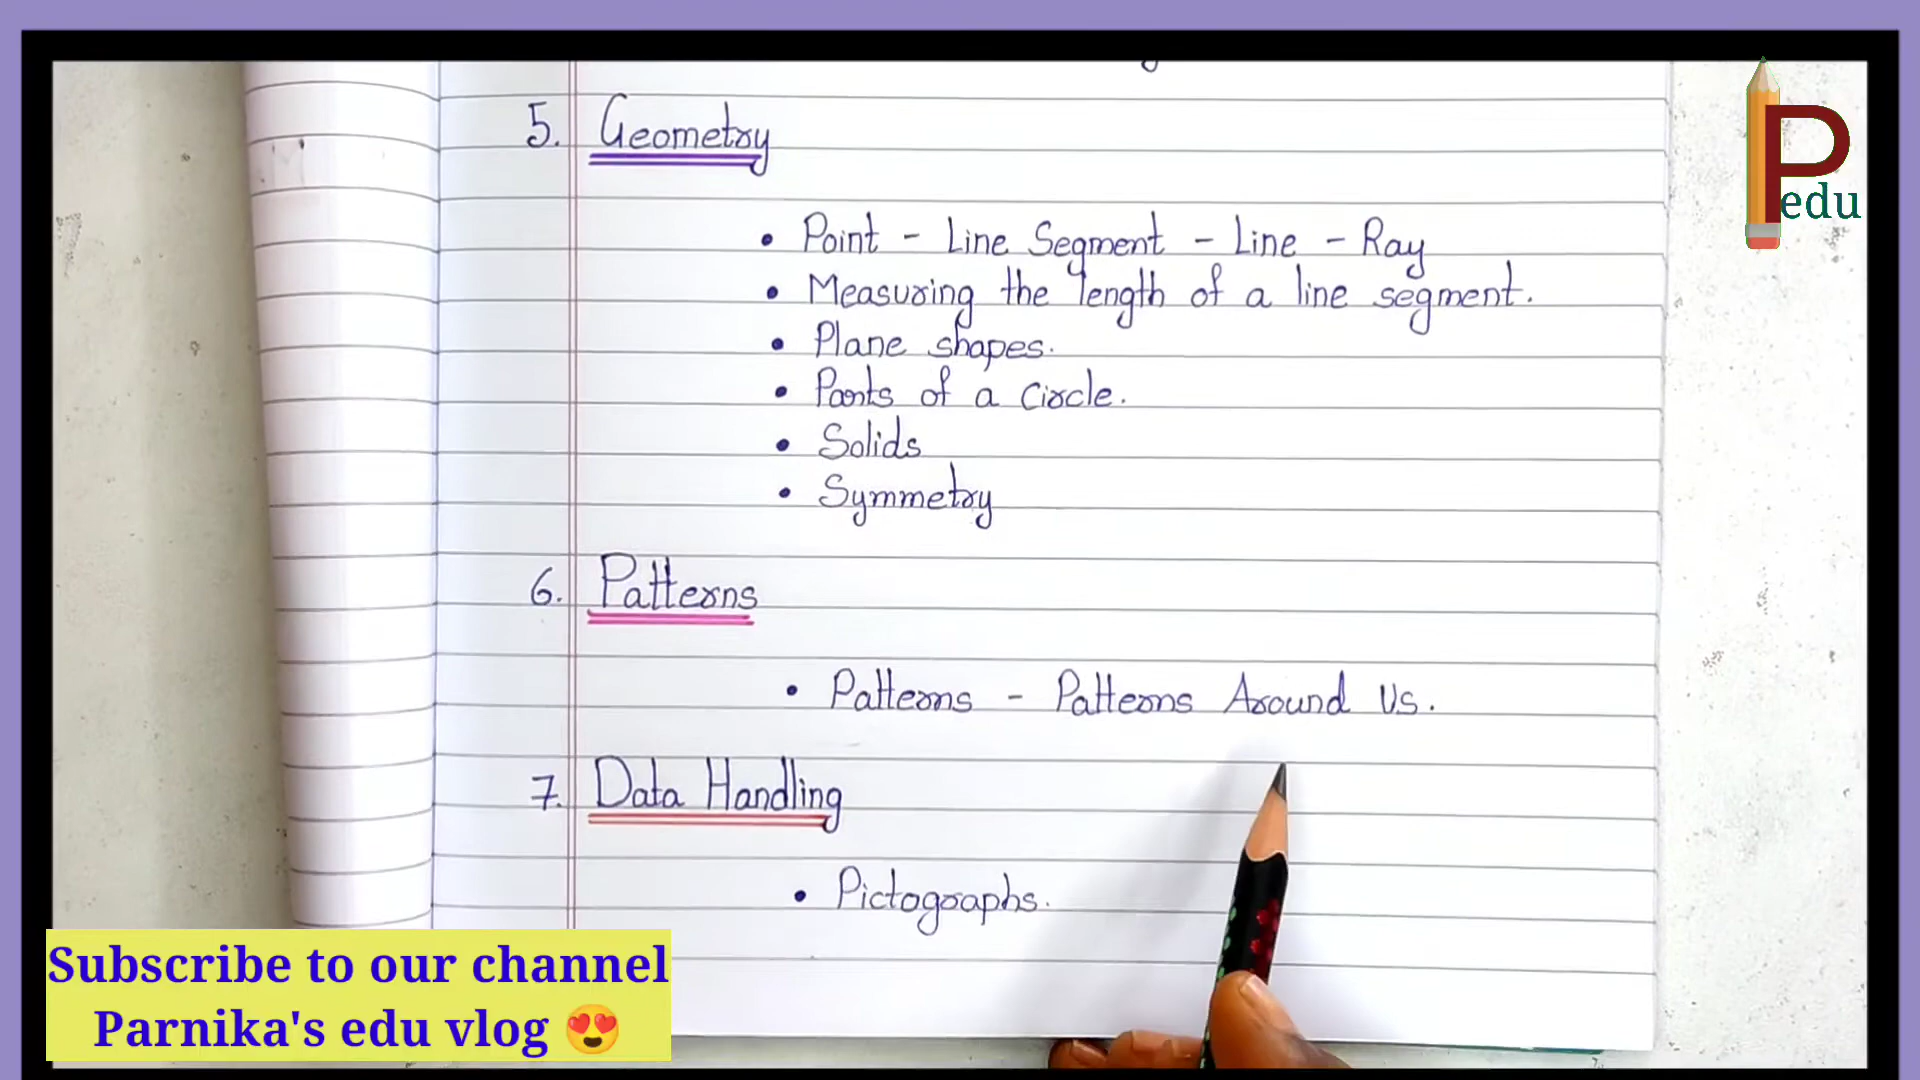 5. Geometry
• Point - Line Segment - Line - Ray
• Measuring the length of a line segment.
• Plane shapes.
• Parts of a circle.
• Solids
• Symmetry
6. Patterns
• Patterns - Patterns Around Us.
7. Data Handling
• Pictographs.
P
edu
Subscribe to our channel
Parnika's edu vlog 😍